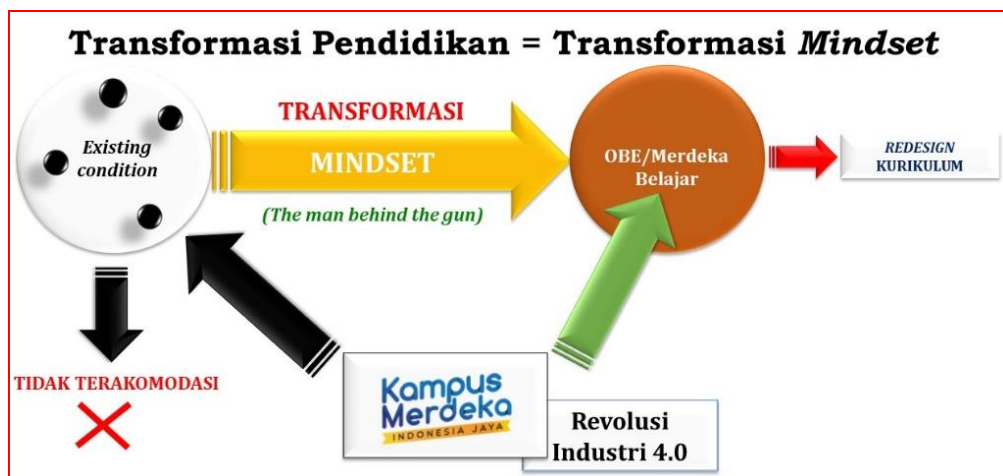 Transformasi Pendidikan = Transformasi Mindset
Existing
condition
TRANSFORMASI
MINDSET
(The man behind the gun)
OBE/Merdeka
Belajar
REDESIGN
KURIKULUM
TIDAK TERAKOMODASI
Kampus
Merdeka
INDONESIA JAYA
Revolusi
Industri 4.0